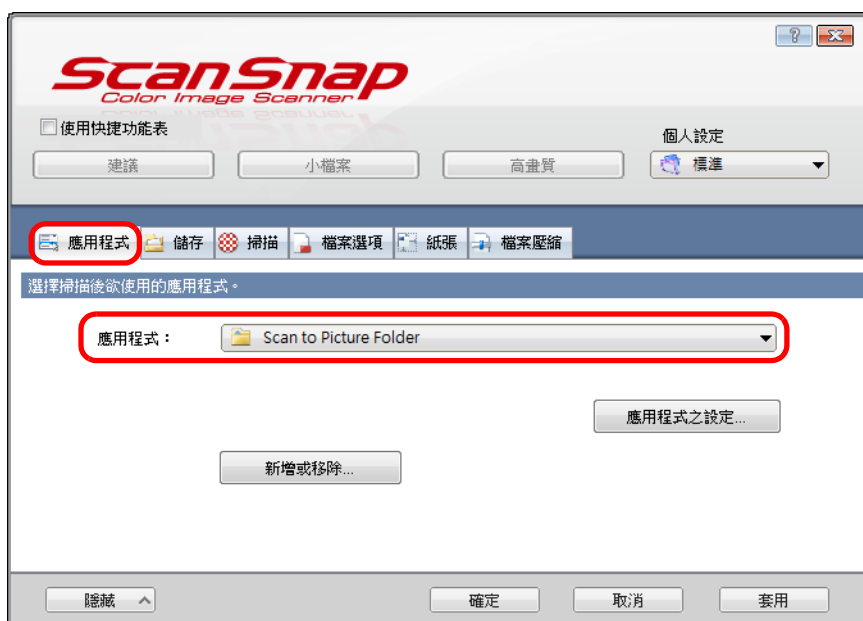 ScanSnap
Color Image Scanner
使用快捷功能表
個人設定
建議 小檔案 高畫質 標準
應用程式 儲存 掃描 檔案選項 紙張 檔案壓縮
選擇掃描後欲使用的應用程式。
應用程式： Scan to Picture Folder
應用程式之設定...
新增或移除...
隱藏 確定 取消 套用